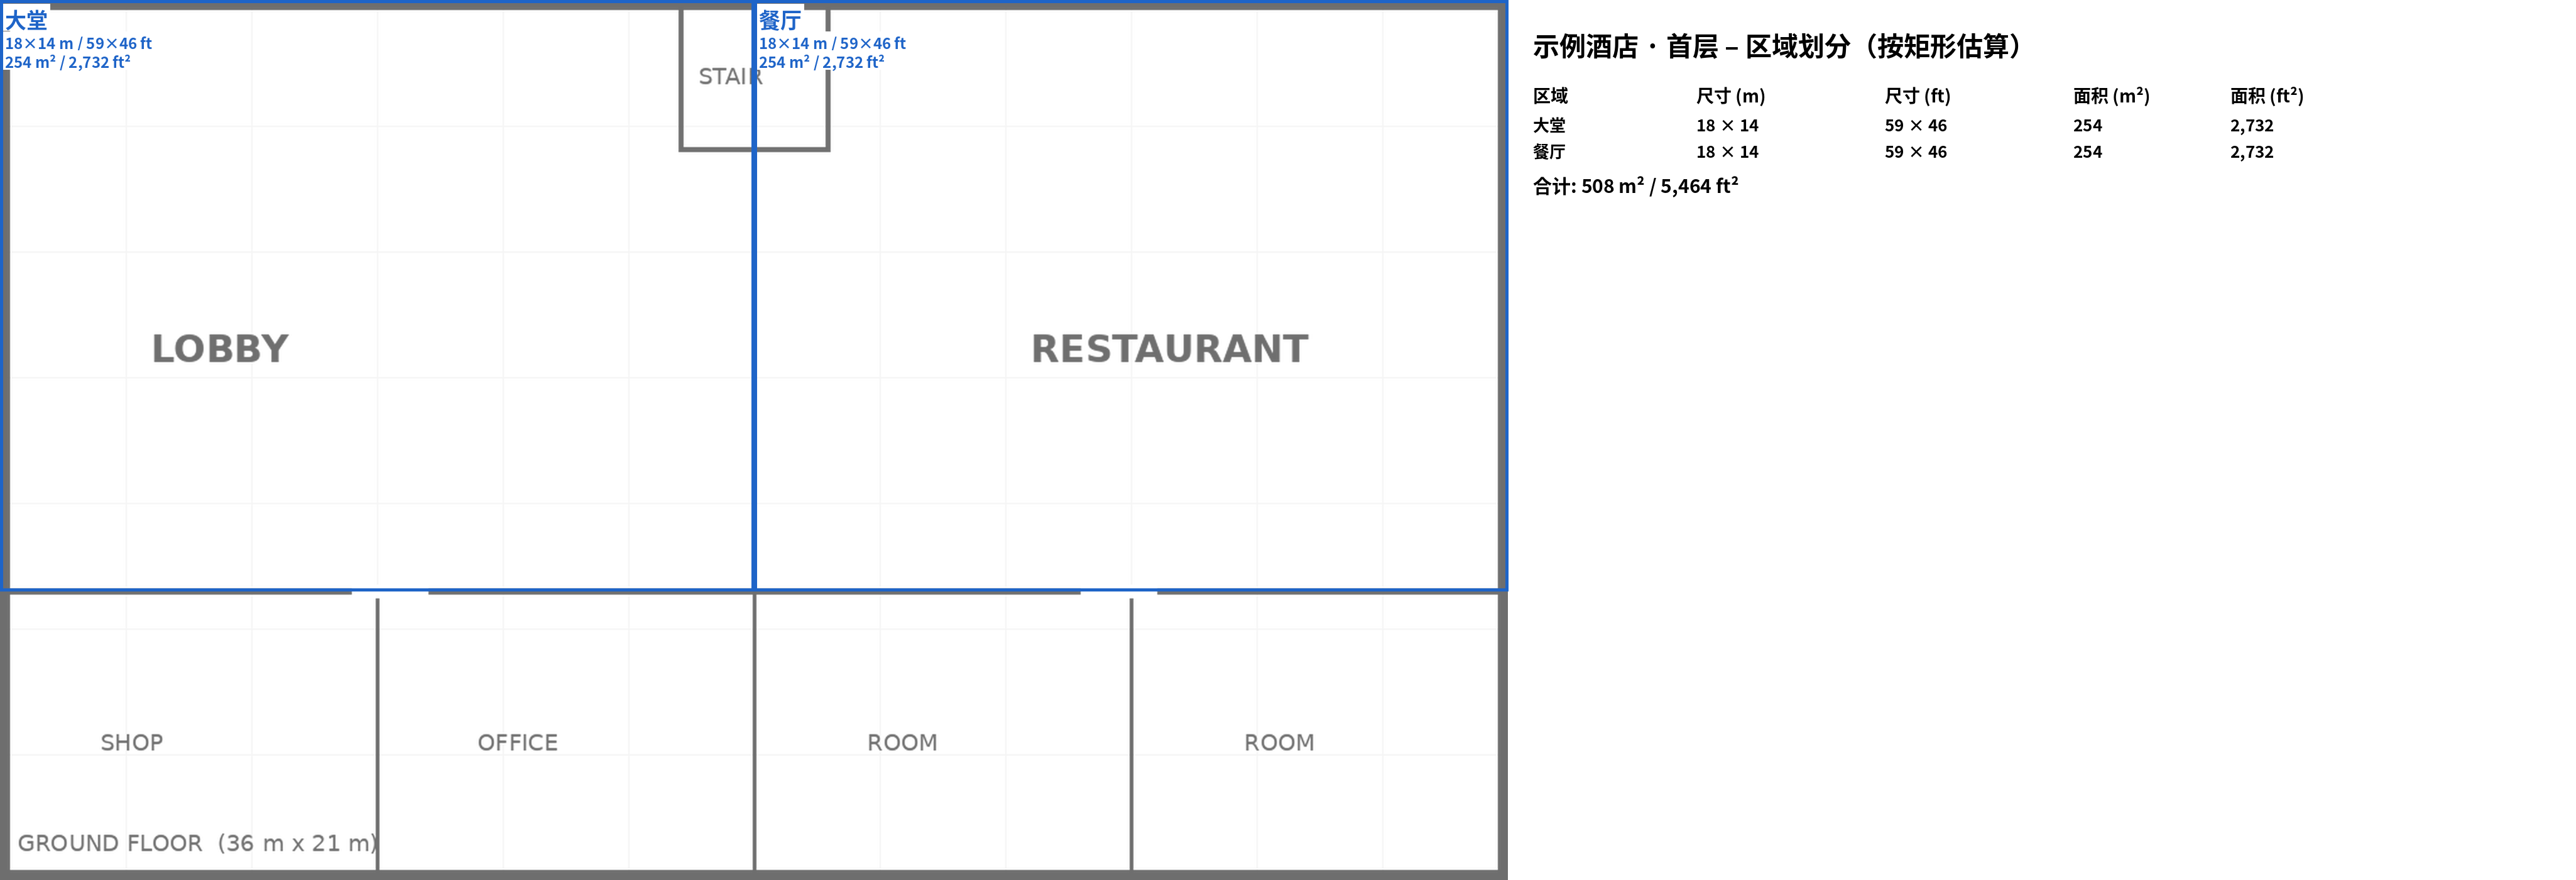 大堂
18×14 m / 59×46 ft
254 m² / 2,732 ft²
餐厅
18×14 m / 59×46 ft
254 m² / 2,732 ft²
STAIR
LOBBY
RESTAURANT
SHOP
OFFICE
ROOM
ROOM
GROUND FLOOR (36 m x 21 m)
示例酒店 · 首层 – 区域划分（按矩形估算）
区域 尺寸 (m) 尺寸 (ft) 面积 (m²) 面积 (ft²)
大堂 18 × 14 59 × 46 254 2,732
餐厅 18 × 14 59 × 46 254 2,732
合计: 508 m² / 5,464 ft²